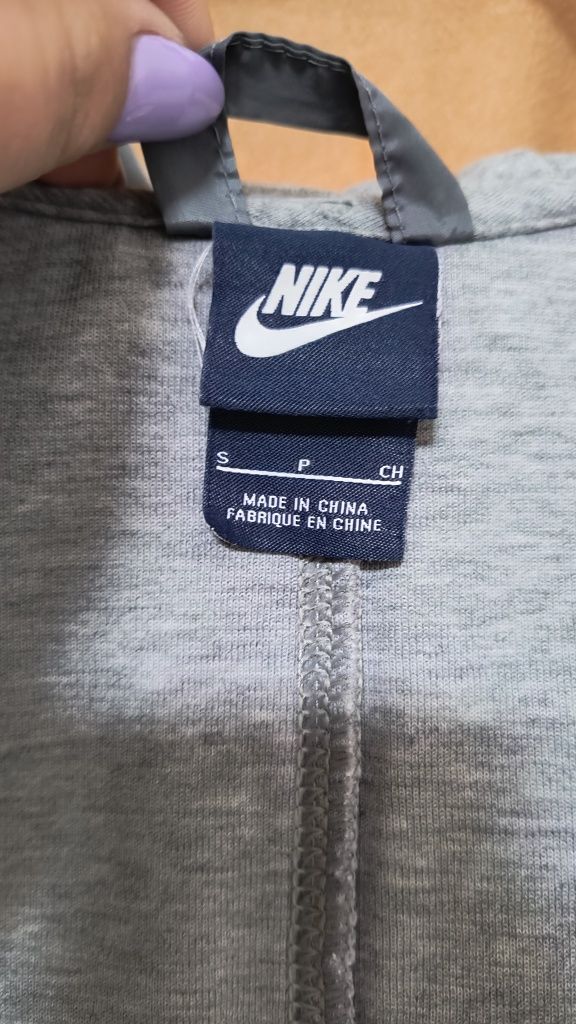 NIKE
S P CH
MADE IN CHINA
FABRIQUE EN CHINE